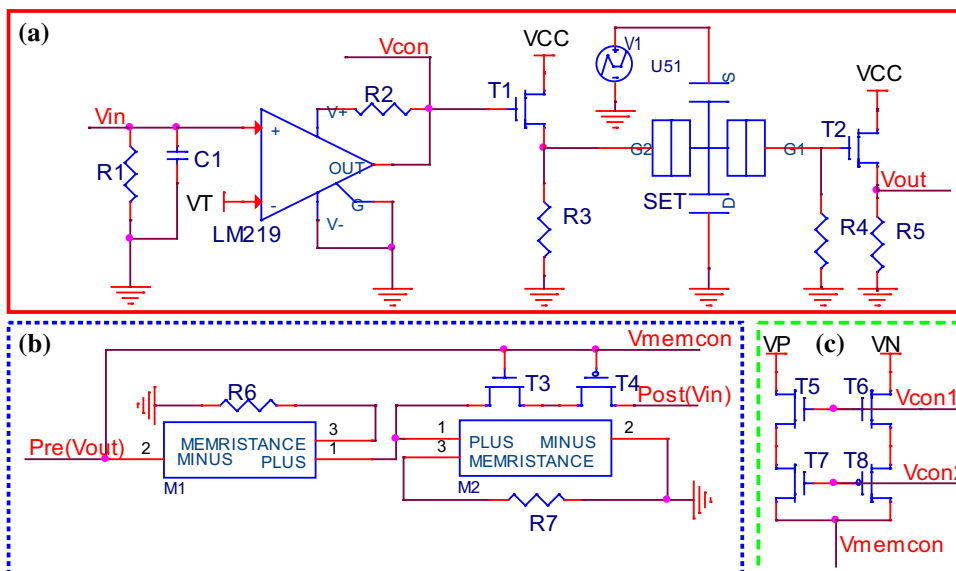 (a)
VCC
V1
U51
S
VCC
Vcon
R2
T1
T2
Vin
V+
+
C1
R1
OUT
G2
G1
Vout
VT
-
G
V-
LM219
R3
SET
D
R4
R5
(b)
Vmemcon
R6
T3
T4
Post(Vin)
Pre(Vout)
2
MEMRISTANCE
MINUS
PLUS
3
1
M1
1
3
PLUS
MINUS
MEMRISTANCE
2
M2
R7
(c)
VP
VN
T5
T6
Vcon1
T7
T8
Vcon2
Vmemcon